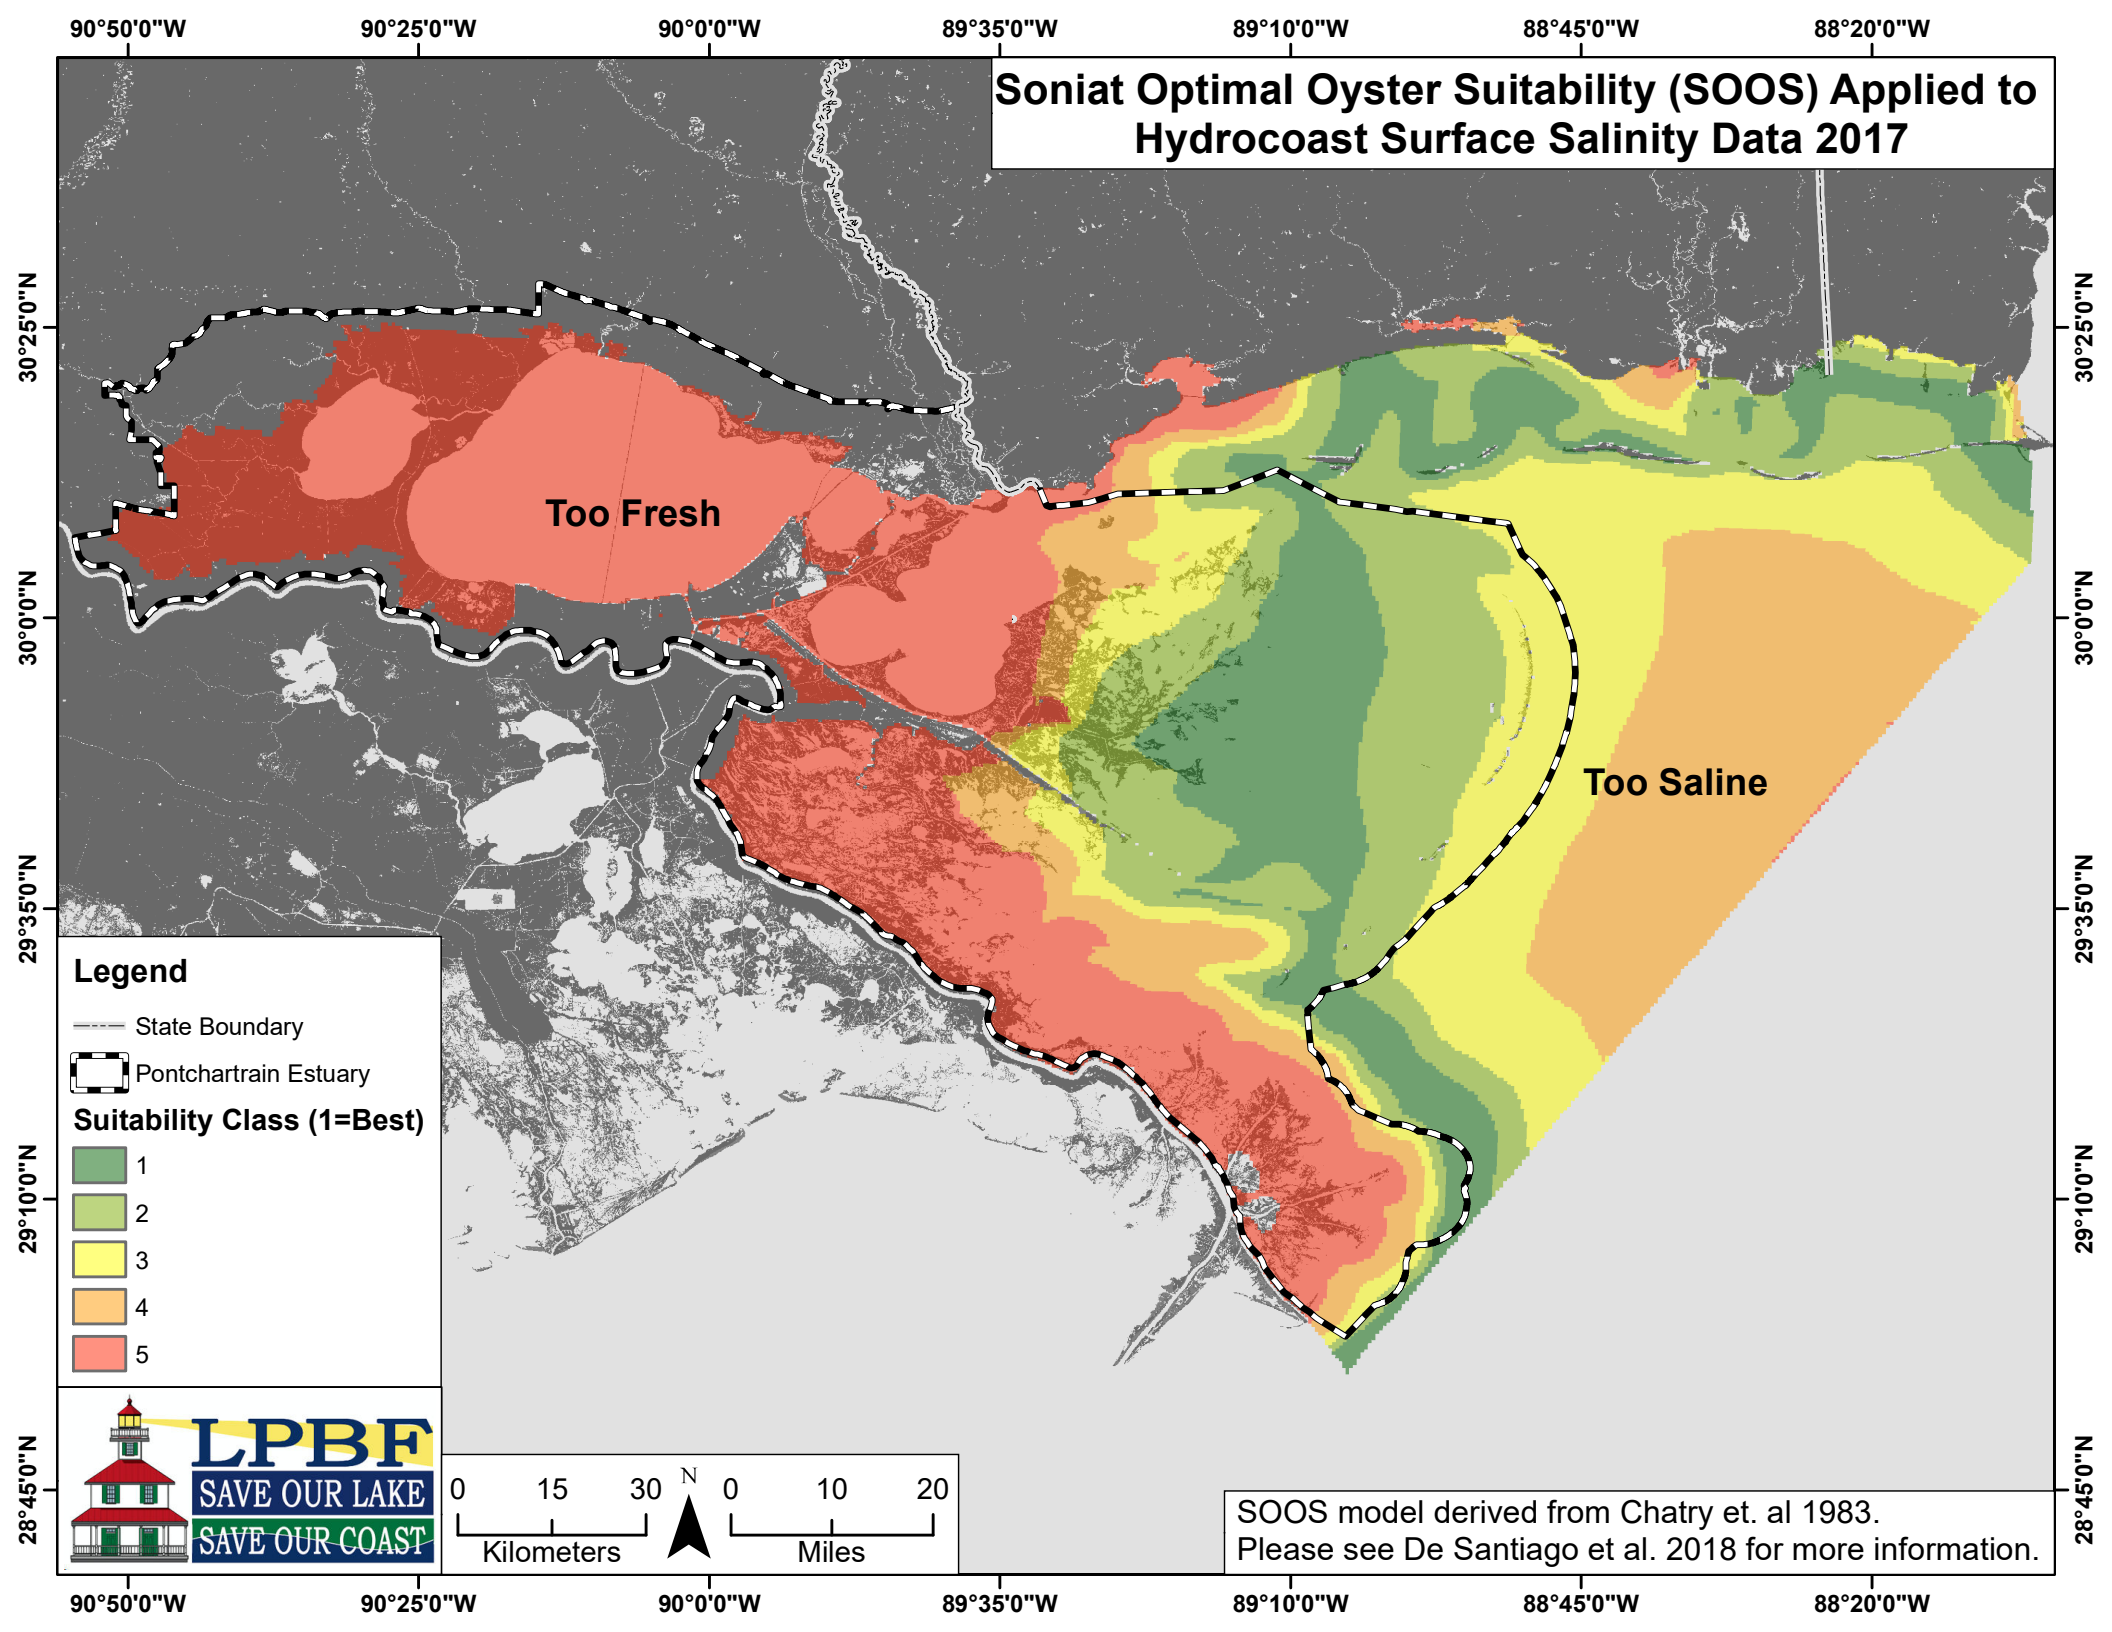 90°50'0"W 90°25'0"W 90°0'0"W 89°35'0"W 89°10'0"W 88°45'0"W 88°20'0"W
Soniat Optimal Oyster Suitability (SOOS) Applied to
Hydrocoast Surface Salinity Data 2017
30°25'0"N
30°25'0"N
Too Fresh
30°0'0"N
30°0'0"N
Too Saline
29°35'0"N
29°35'0"N
Legend
State Boundary
Pontchartrain Estuary
Suitability Class (1=Best)
1
2
3
4
5
29°10'0"N
29°10'0"N
LPBF
SAVE OUR LAKE
SAVE OUR COAST
28°45'0"N
0 15 30
Kilometers
N
0 10 20
Miles
28°45'0"N
SOOS model derived from Chatry et. al 1983.
Please see De Santiago et al. 2018 for more information.
90°50'0"W 90°25'0"W 90°0'0"W 89°35'0"W 89°10'0"W 88°45'0"W 88°20'0"W